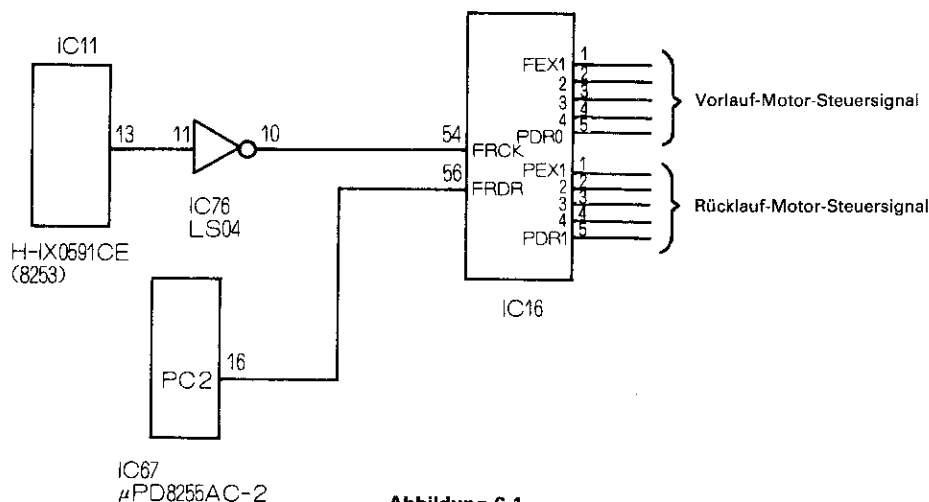 IC11
13
11
10
IC76
LS04
H-IX0591CE
(8253)
54
FRCK
56
FRDR
FEX1
2
3
4
PDR0
1
2
3
4
5
Vorlauf-Motor-Steuersignal
PEX1
2
3
4
PDR1
1
2
3
4
5
Rücklauf-Motor-Steuersignal
IC16
PC2
16
IC67
μPD8255AC-2
Abbildung 6-1